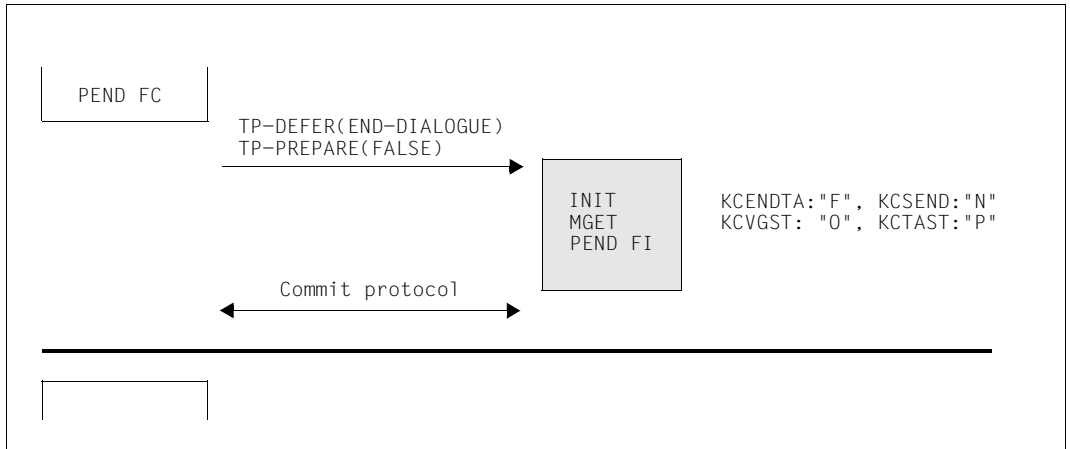 PEND FC
TP-DEFER(END-DIALOGUE)
TP-PREPARE(FALSE)
INIT
MGET
PEND FI
KCENDTA:"F", KCSEND:"N"
KCVGST: "O", KCTAST:"P"
Commit protocol